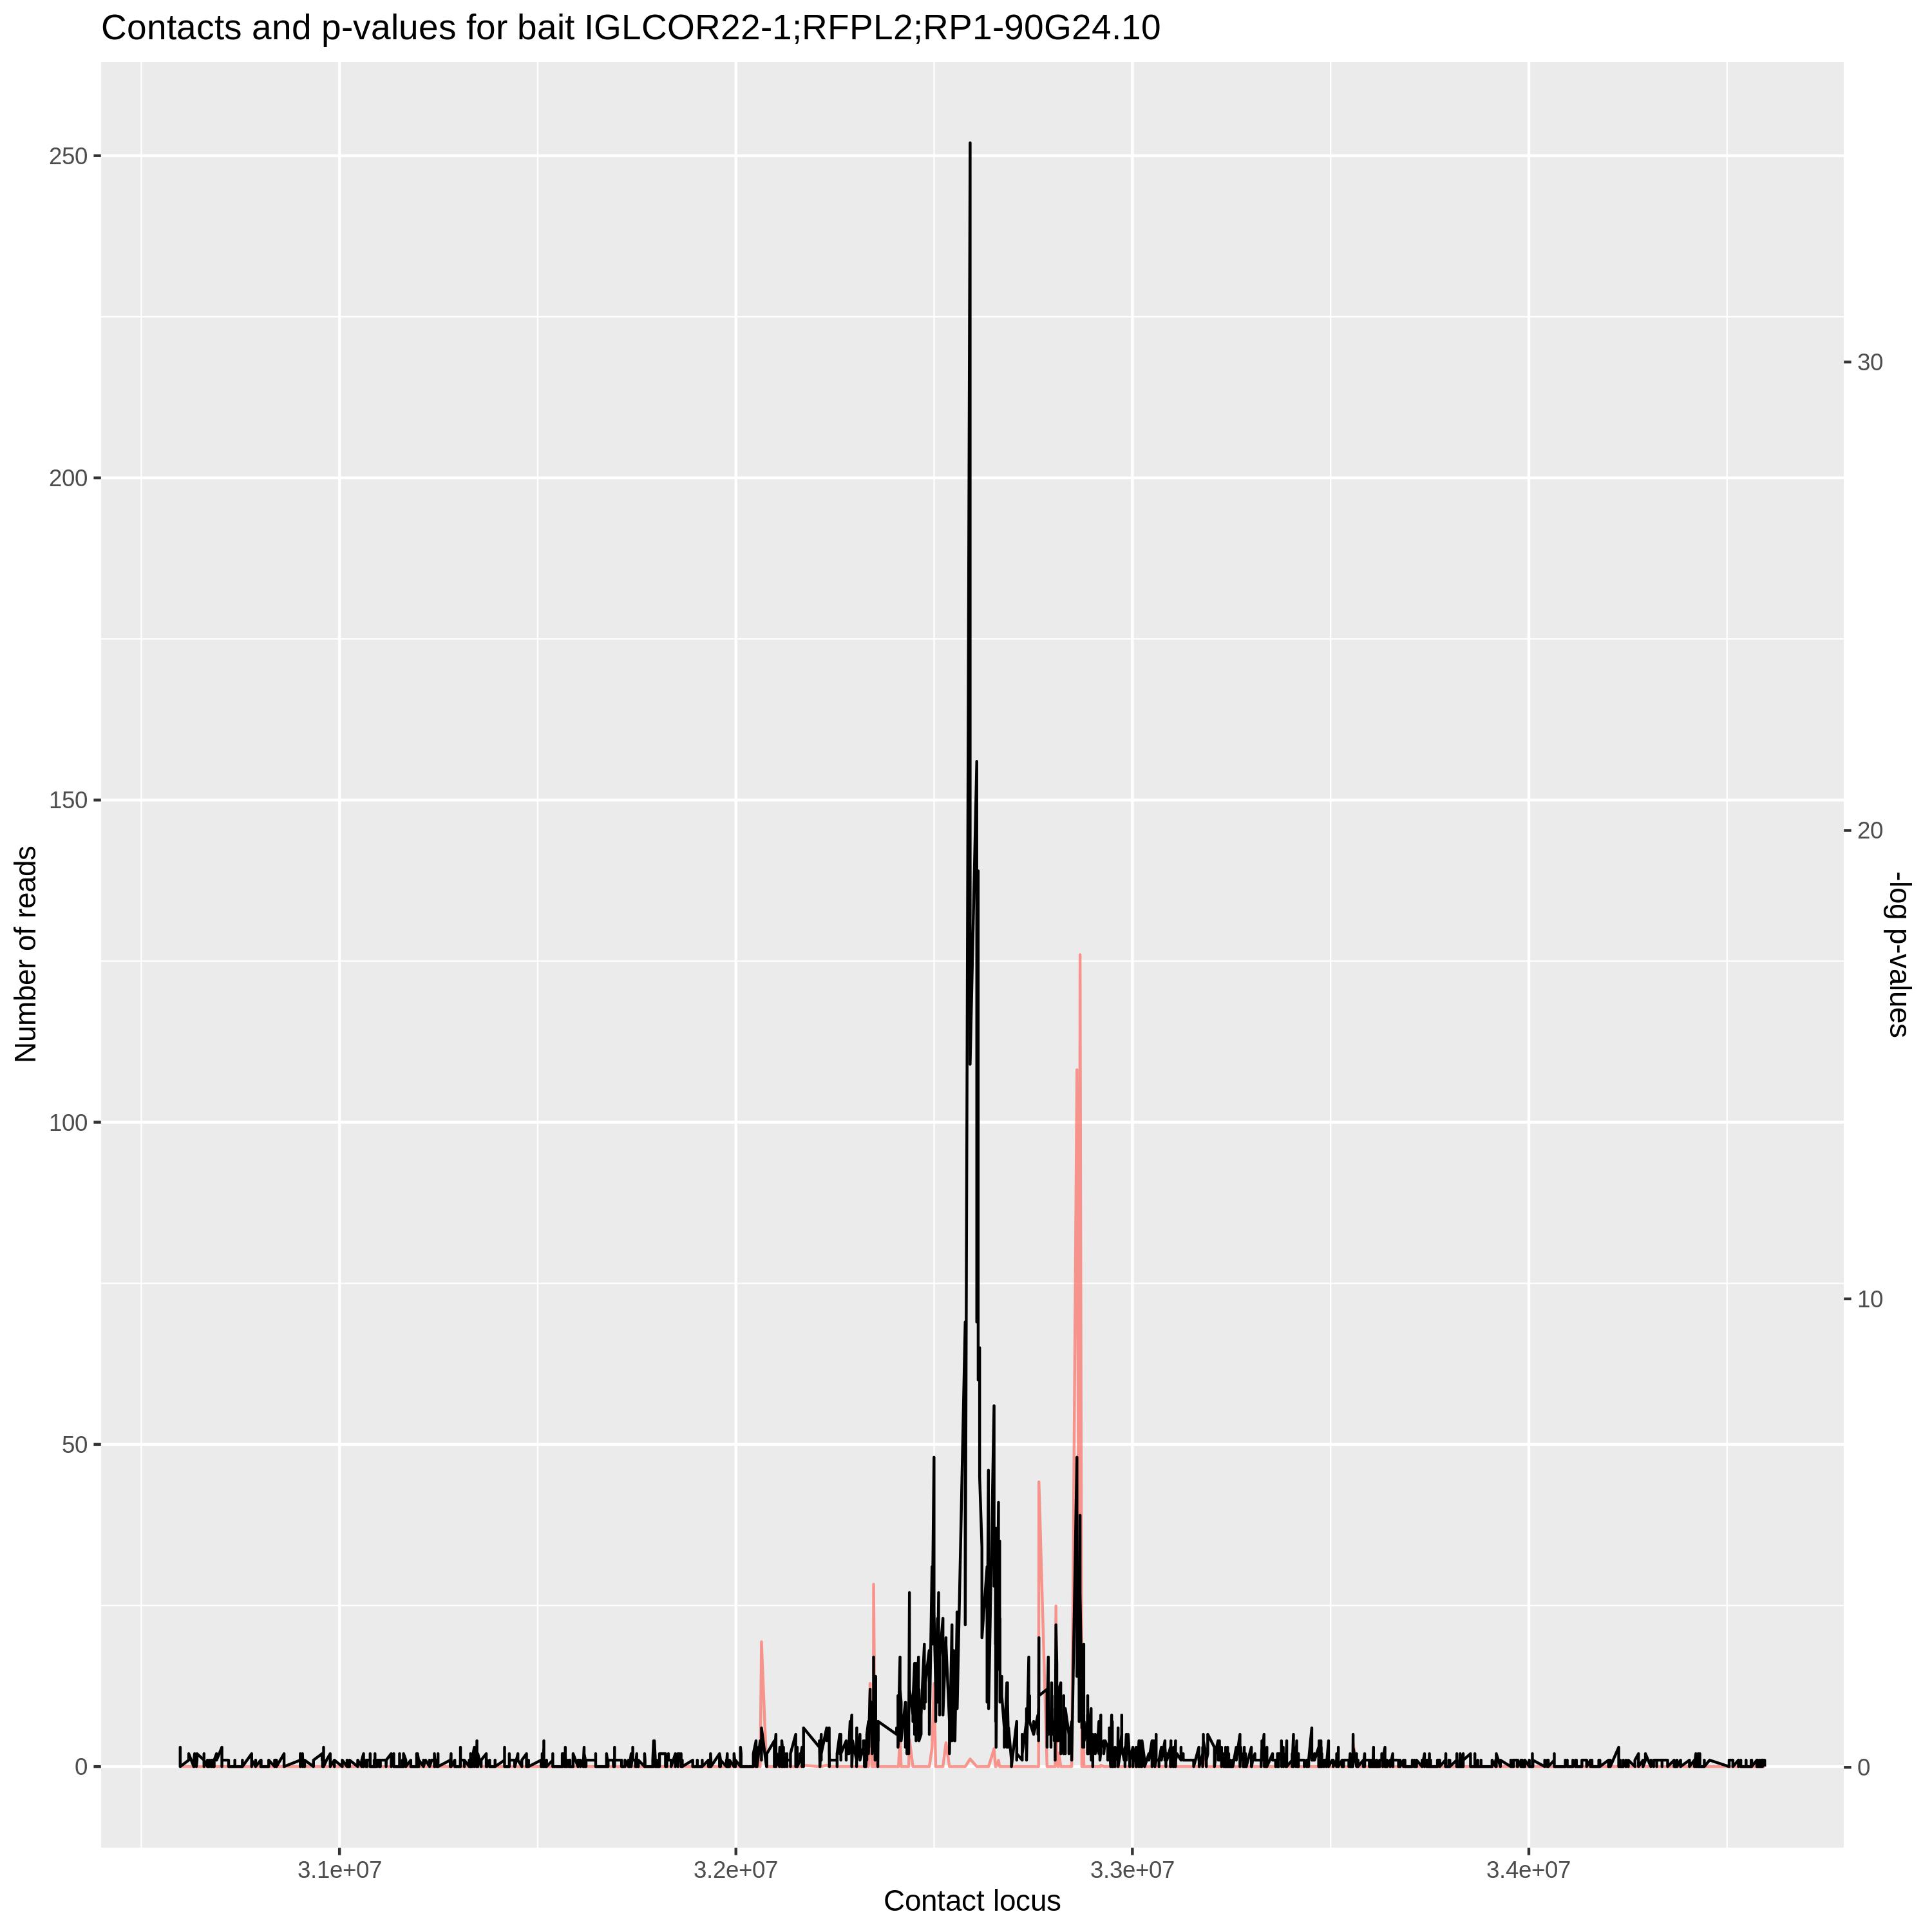 Contacts and p-values for bait IGLCOR22-1;RFPL2;RP1-90G24.10
250
200
150
100
50
0
Number of reads
30
20
10
0
-log p-values
3.1e+07 3.2e+07 3.3e+07 3.4e+07
Contact locus